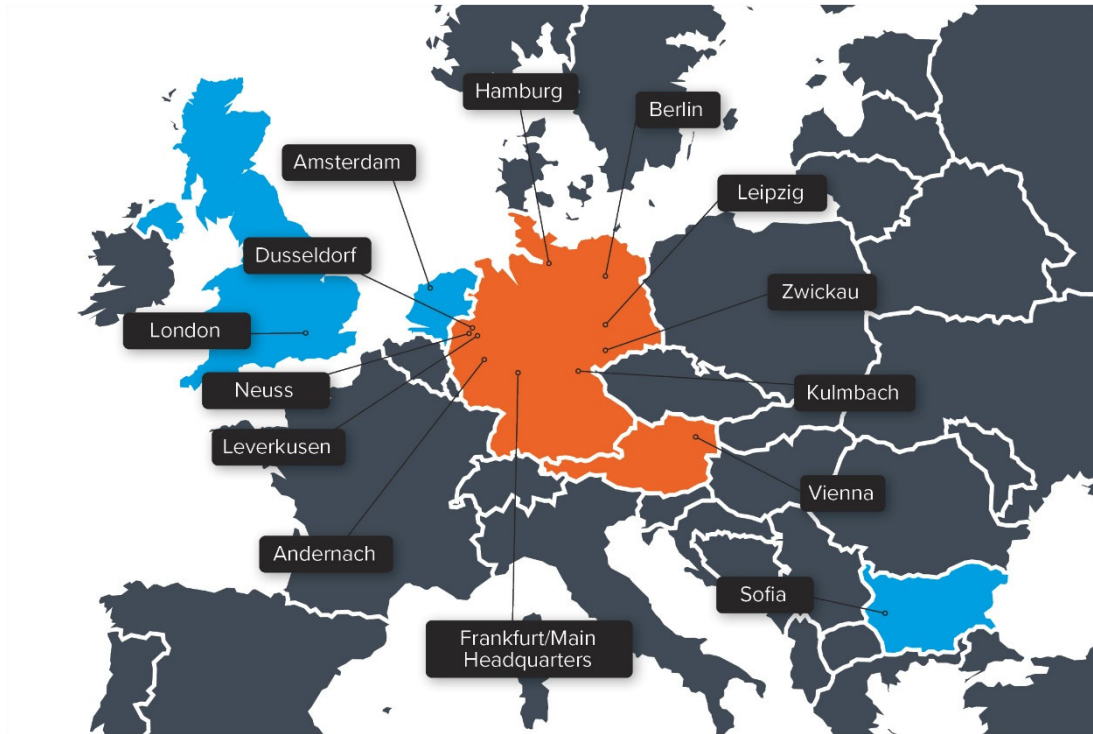 Hamburg
Berlin
Amsterdam
Leipzig
Dusseldorf
Zwickau
London
Neuss
Kulmbach
Leverkusen
Vienna
Andernach
Sofia
Frankfurt/Main
Headquarters